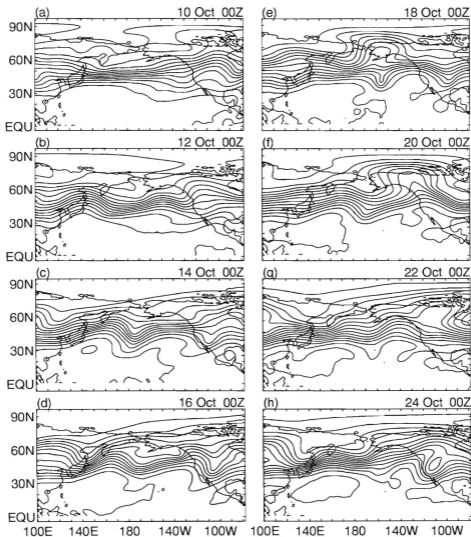 (a) 10 Oct 00Z
90N
60N
30N
EQU
(b) 12 Oct 00Z
90N
60N
30N
EQU
(c) 14 Oct 00Z
90N
60N
30N
EQU
(d) 16 Oct 00Z
90N
60N
30N
EQU
100E 140E 180 140W 100W
(e) 18 Oct 00Z
(f) 20 Oct 00Z
(g) 22 Oct 00Z
(h) 24 Oct 00Z
100E 140E 180 140W 100W